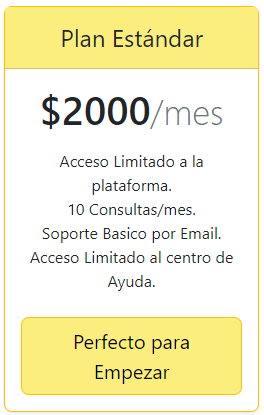 Plan Estándar
$2000/mes
Acceso Limitado a la
plataforma.
10 Consultas/mes.
Soporte Basico por Email.
Acceso Limitado al centro de
Ayuda.
Perfecto para
Empezar